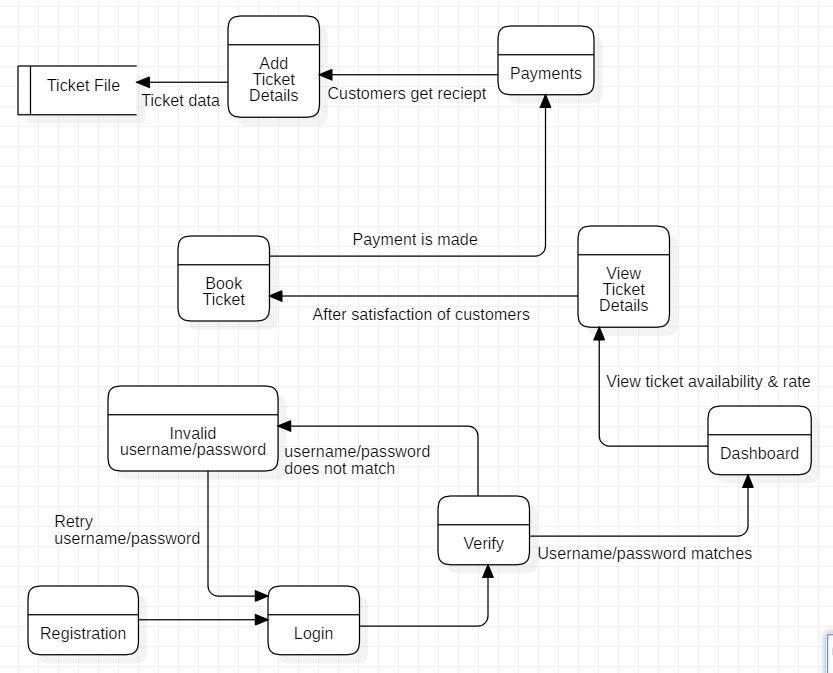 Add
Ticket
Details
Payments
Ticket File
Ticket data
Customers get reciept
Payment is made
Book
Ticket
View
Ticket
Details
After satisfaction of customers
View ticket availability & rate
Invalid
username/password
username/password
does not match
Dashboard
Retry
username/password
Verify
Username/password matches
Registration
Login